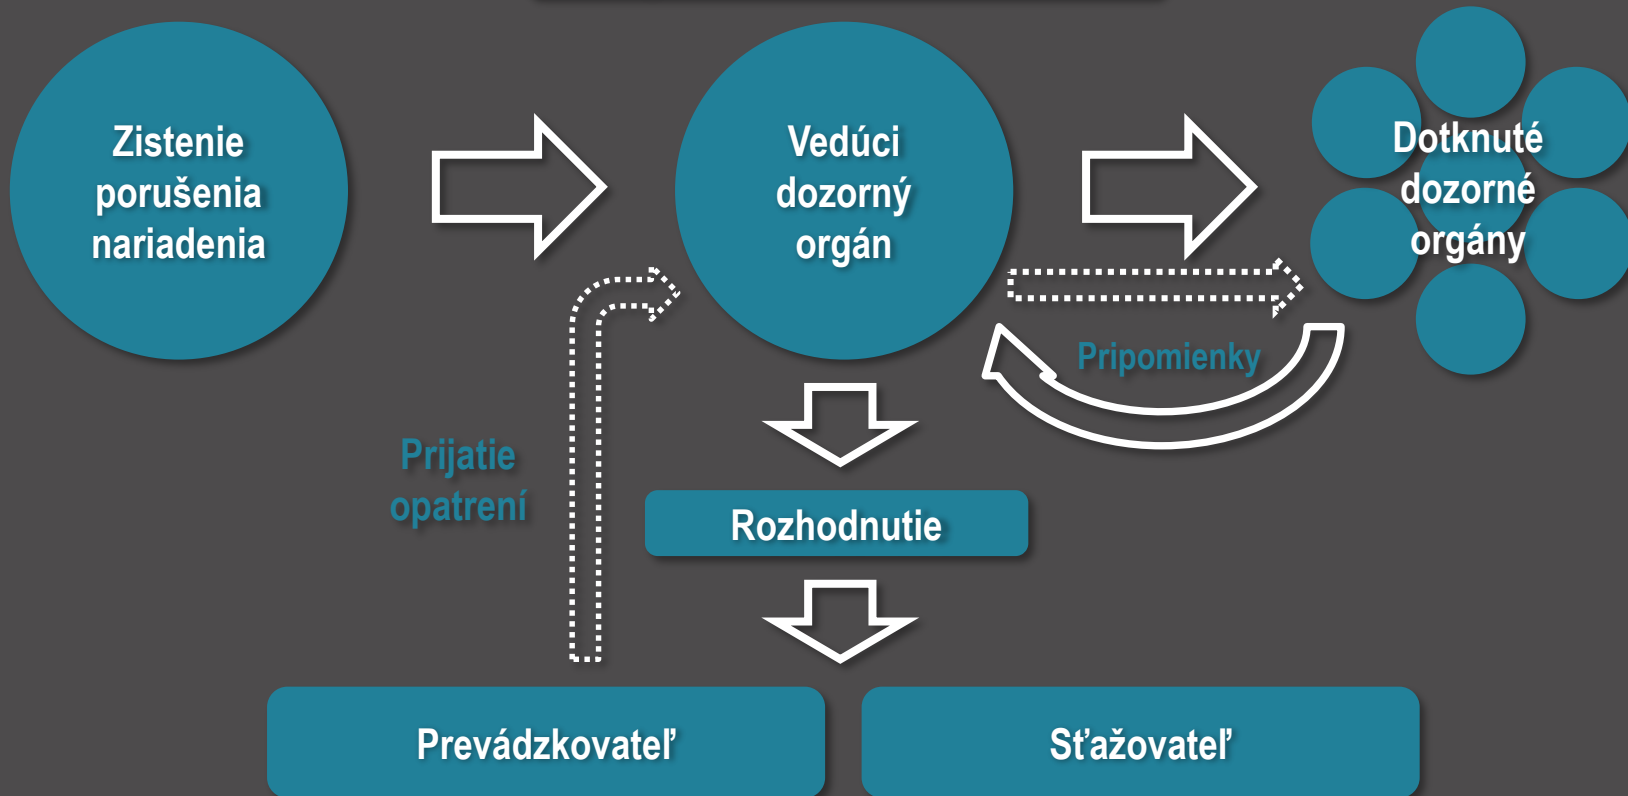 Zistenie
porušenia
nariadenia
Vedúci
dozorný
orgán
Dotknuté
dozorné
orgány
Pripomienky
Prijatie
opatrení
Rozhodnutie
Prevádzkovateľ
Sťažovateľ